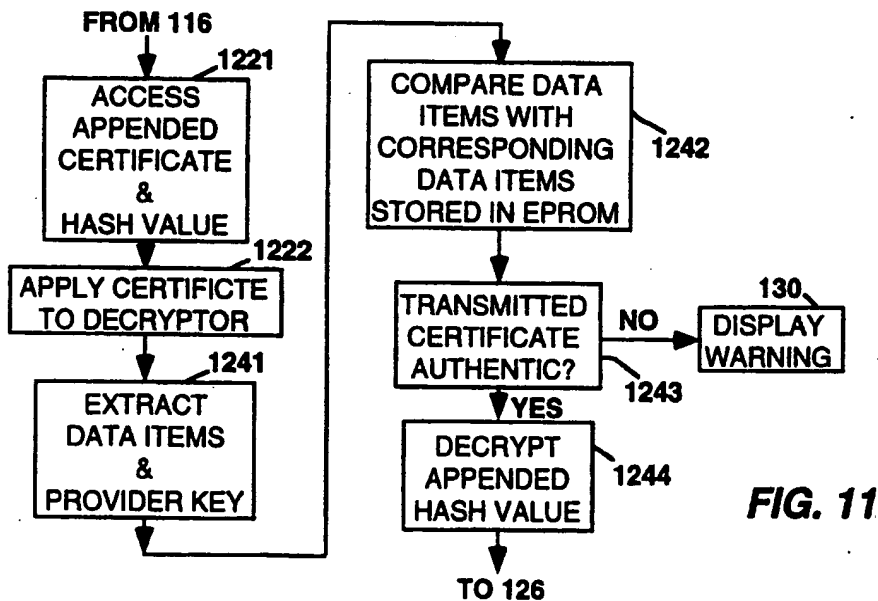 FROM 116
1221
ACCESS
APPENDED
CERTIFICATE
&
HASH VALUE
1222
APPLY CERTIFICTE
TO DECRYPTOR
1241
EXTRACT
DATA ITEMS
&
PROVIDER KEY
COMPARE DATA
ITEMS WITH
CORRESPONDING
DATA ITEMS
STORED IN EPROM
1242
TRANSMITTED
CERTIFICATE
AUTHENTIC?
1243
NO
130
DISPLAY
WARNING
YES
DECRYPT
APPENDED
HASH VALUE
1244
TO 126
FIG. 11